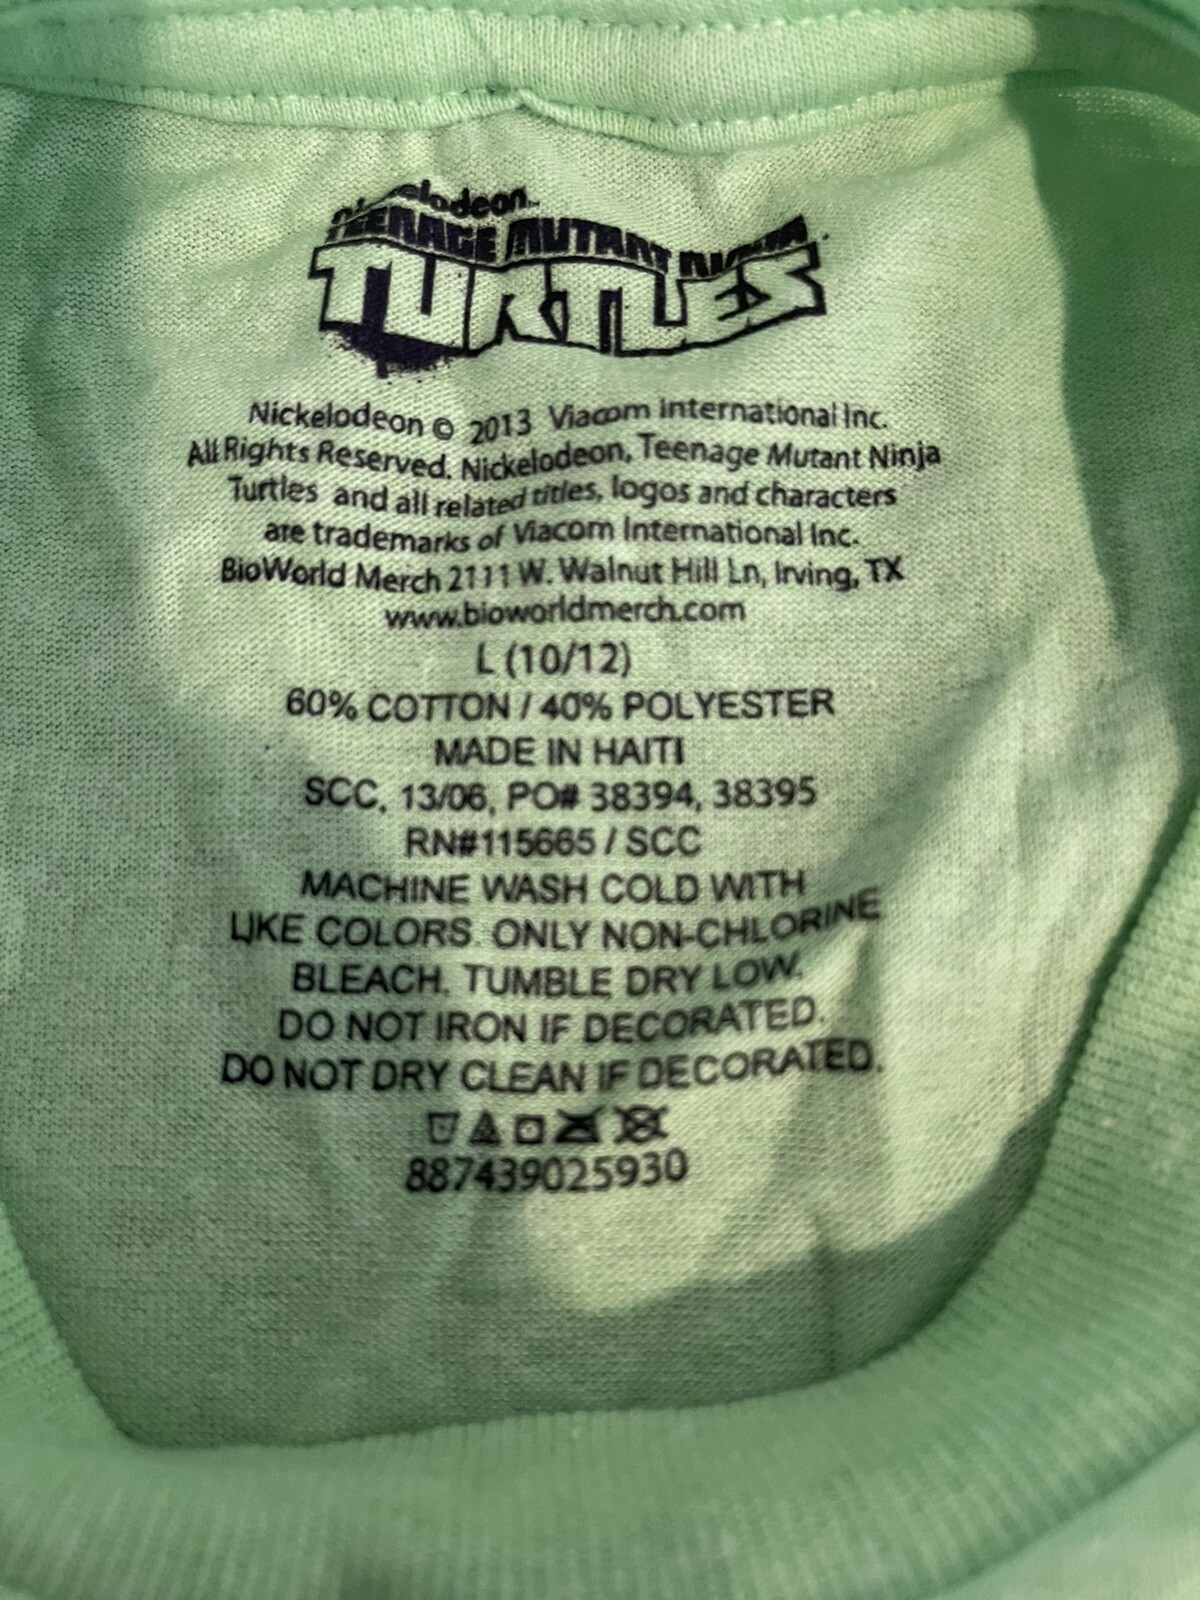 nickelodeon
TEENAGE MUTANT NINJA
TURTLES
Nickelodeon © 2013 Viacom International Inc.
All Rights Reserved. Nickelodeon, Teenage Mutant Ninja
Turtles and all related titles, logos and characters
are trademarks of Viacom International Inc.
BioWorld Merch 2111 W. Walnut Hill Ln, Irving, TX
www.bioworldmerch.com
L (10/12)
60% COTTON / 40% POLYESTER
MADE IN HAITI
SCC, 13/06, PO# 38394, 38395
RN#115665 / SCC
MACHINE WASH COLD WITH
LIKE COLORS. ONLY NON-CHLORINE
BLEACH. TUMBLE DRY LOW.
DO NOT IRON IF DECORATED.
DO NOT DRY CLEAN IF DECORATED.
887439025930